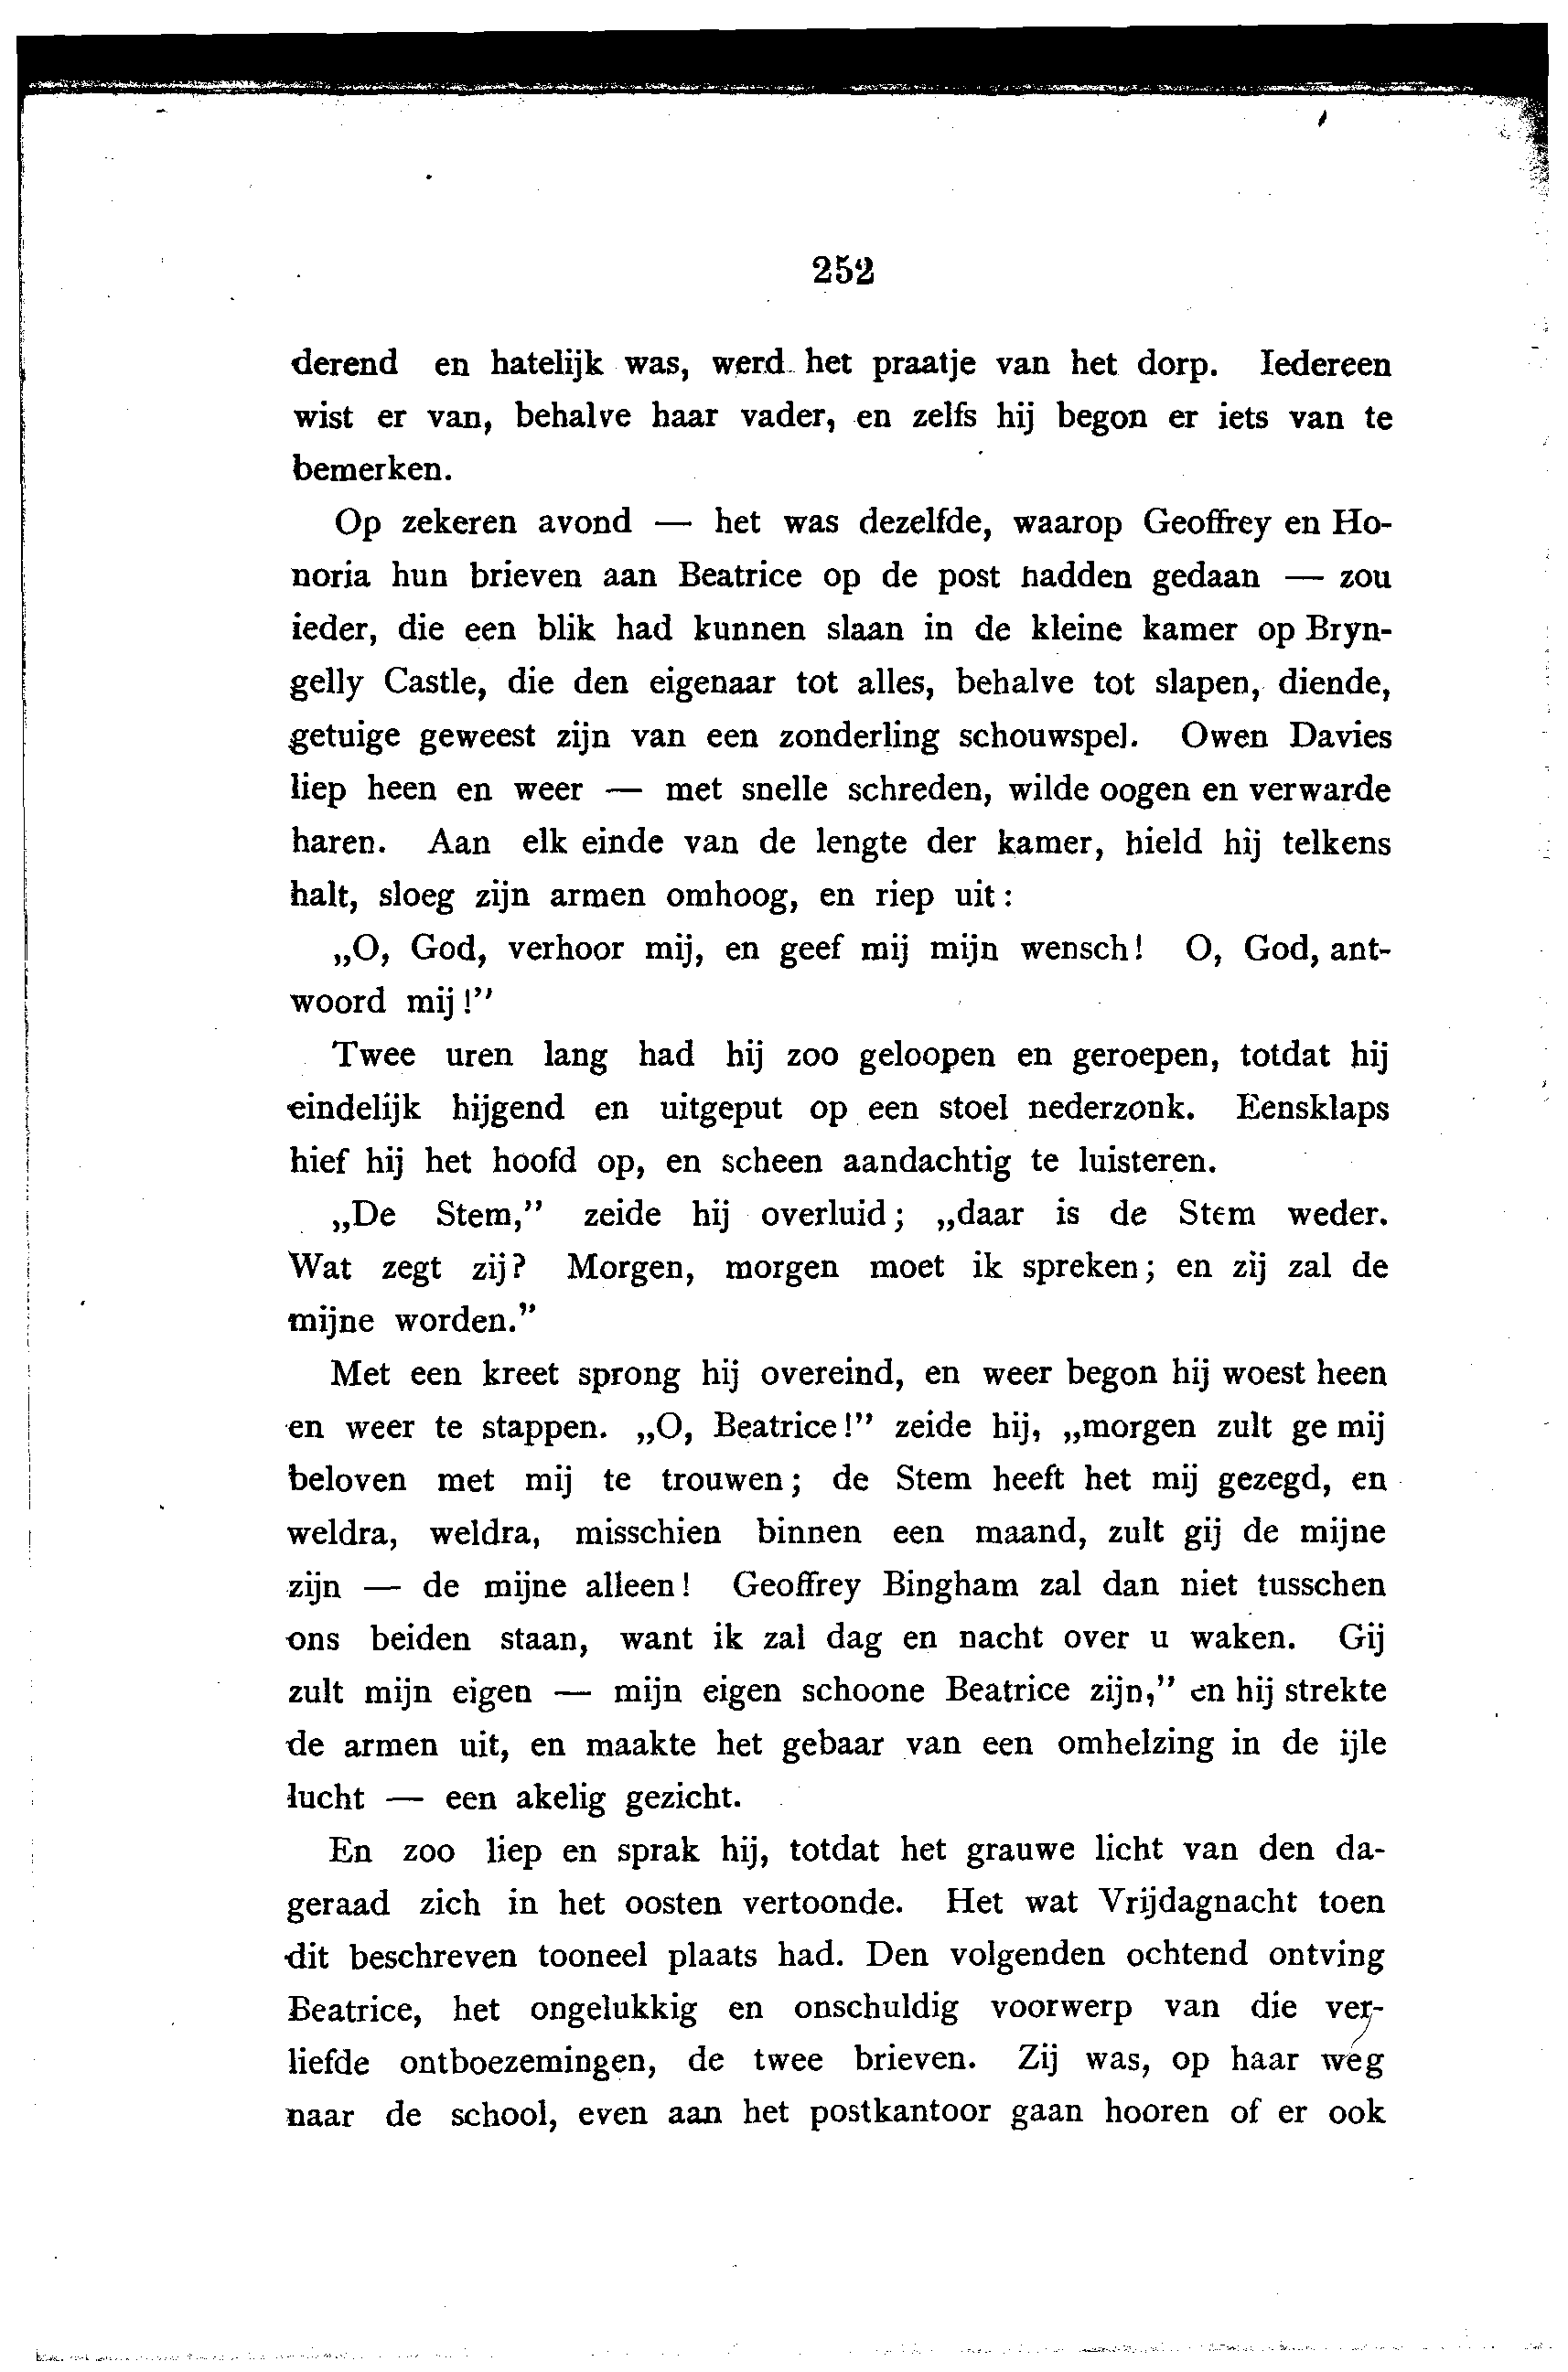 252
derend en hatelijk was, werd het praatje van het dorp. Iedereen
wist er van, behalve haar vader, en zelfs hij begon er iets van te
bemerken.
Op zekeren avond — het was dezelfde, waarop Geoffrey en Ho-
noria hun brieven aan Beatrice op de post hadden gedaan — zou
ieder, die een blik had kunnen slaan in de kleine kamer op Bryn-
gelly Castle, die den eigenaar tot alles, behalve tot slapen, diende,
getuige geweest zijn van een zonderling schouwspel. Owen Davies
liep heen en weer — met snelle schreden, wilde oogen en verwarde
haren. Aan elk einde van de lengte der kamer, hield hij telkens
halt, sloeg zijn armen omhoog, en riep uit:
„O, God, verhoor mij, en geef mij mijn wensch! O, God, ant-
woord mij!”
Twee uren lang had hij zoo geloopen en geroepen, totdat hij
eindelijk hijgend en uitgeput op een stoel nederzonk. Eensklaps
hief hij het hoofd op, en scheen aandachtig te luisteren.
„De Stem,” zeide hij overluid; „daar is de Stem weder.
Wat zegt zij? Morgen, morgen moet ik spreken; en zij zal de
mijne worden.”
Met een kreet sprong hij overeind, en weer begon hij woest heen
en weer te stappen. „O, Beatrice!” zeide hij, „morgen zult ge mij
beloven met mij te trouwen; de Stem heeft het mij gezegd, en
weldra, weldra, misschien binnen een maand, zult gij de mijne
zijn — de mijne alleen! Geoffrey Bingham zal dan niet tusschen
ons beiden staan, want ik zal dag en nacht over u waken. Gij
zult mijn eigen — mijn eigen schoone Beatrice zijn,” en hij strekte
de armen uit, en maakte het gebaar van een omhelzing in de ijle
lucht — een akelig gezicht.
En zoo liep en sprak hij, totdat het grauwe licht van den da-
geraad zich in het oosten vertoonde. Het wat Vrijdagnacht toen
dit beschreven tooneel plaats had. Den volgenden ochtend ontving
Beatrice, het ongelukkig en onschuldig voorwerp van die ver-
liefde ontboezemingen, de twee brieven. Zij was, op haar weg
naar de school, even aan het postkantoor gaan hooren of er ook